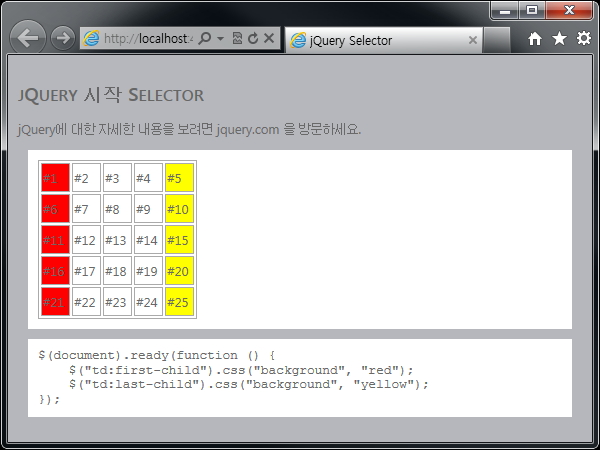 http://localhost:4
jQuery Selector
JQUERY 시작 SELECTOR
jQuery에 대한 자세한 내용을 보려면 jquery.com 을 방문하세요.
#1 #2 #3 #4 #5
#6 #7 #8 #9 #10
#11 #12 #13 #14 #15
#16 #17 #18 #19 #20
#21 #22 #23 #24 #25
$(document).ready(function () {
$("td:first-child").css("background", "red");
$("td:last-child").css("background", "yellow");
});